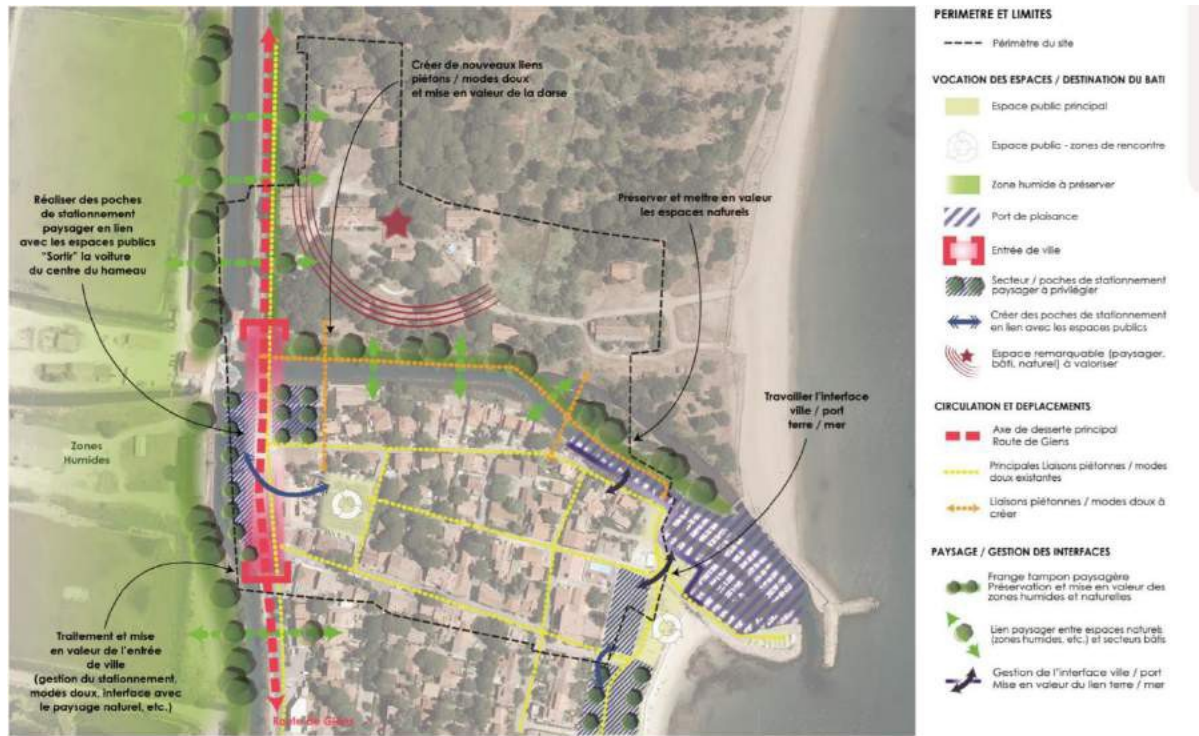 Créer de nouveaux liens
piétons / modes doux
et mise en valeur de la darse
Réaliser des poches
de stationnement
paysager en lien
avec les espaces publics
"Sortir" la voiture
du centre du hameau
Préserver et mettre en valeur
les espaces naturels
Travailler l'interface
ville / port
terre / mer
Zones
Humides
Traitement et mise
en valeur de l'entrée
de ville
(gestion du stationnement,
modes doux, interface avec
le paysage naturel, etc.)
Route de Giens
PERIMETRE ET LIMITES
Périmètre du site
VOCATION DES ESPACES / DESTINATION DU BATI
Espace public principal
Espace public - zones de rencontre
Zone humide à préserver
Port de plaisance
Entrée de ville
Secteur / poches de stationnement
paysager à privilégier
Créer des poches de stationnement
en lien avec les espaces publics
Espace remarquable (paysager,
bâti, naturel) à valoriser
CIRCULATION ET DEPLACEMENTS
Axe de desserte principal
Route de Giens
Principales Liaisons piétonnes / modes
doux existantes
Liaisons piétonnes / modes doux à
créer
PAYSAGE / GESTION DES INTERFACES
Frange tampon paysagère
Préservation et mise en valeur des
zones humides et naturelles
Lien paysager entre espaces naturels
(zones humides, etc.) et secteurs bâtis
Gestion de l'interface ville / port
Mise en valeur du lien terre / mer